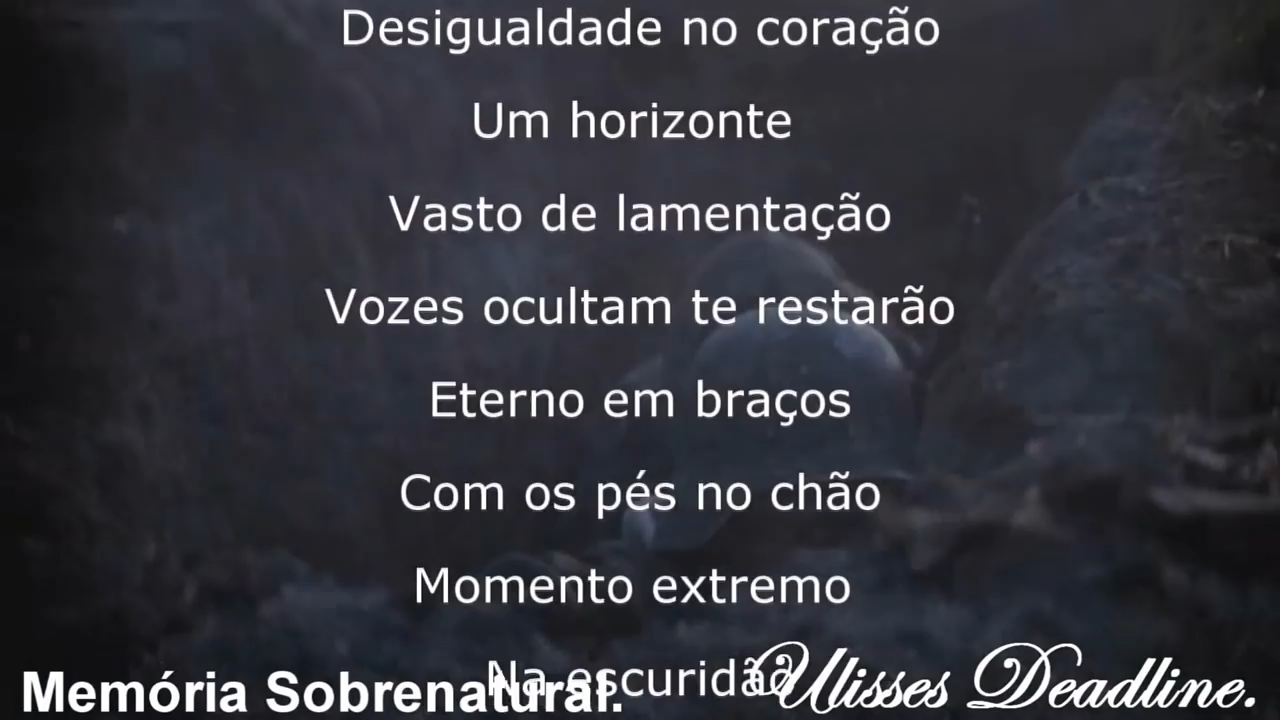 Desigualdade no coração
Um horizonte
Vasto de lamentação
Vozes ocultam te restarão
Eterno em braços
Com os pés no chão
Momento extremo
Na escuridão
Memória Sobrenatural.
Ulisses Deadline.